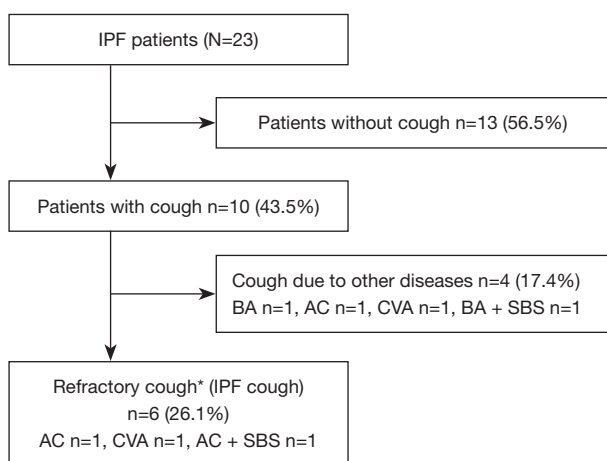 IPF patients (N=23)
Patients without cough n=13 (56.5%)
Patients with cough n=10 (43.5%)
Cough due to other diseases n=4 (17.4%)
BA n=1, AC n=1, CVA n=1, BA + SBS n=1
Refractory cough* (IPF cough)
n=6 (26.1%)
AC n=1, CVA n=1, AC + SBS n=1